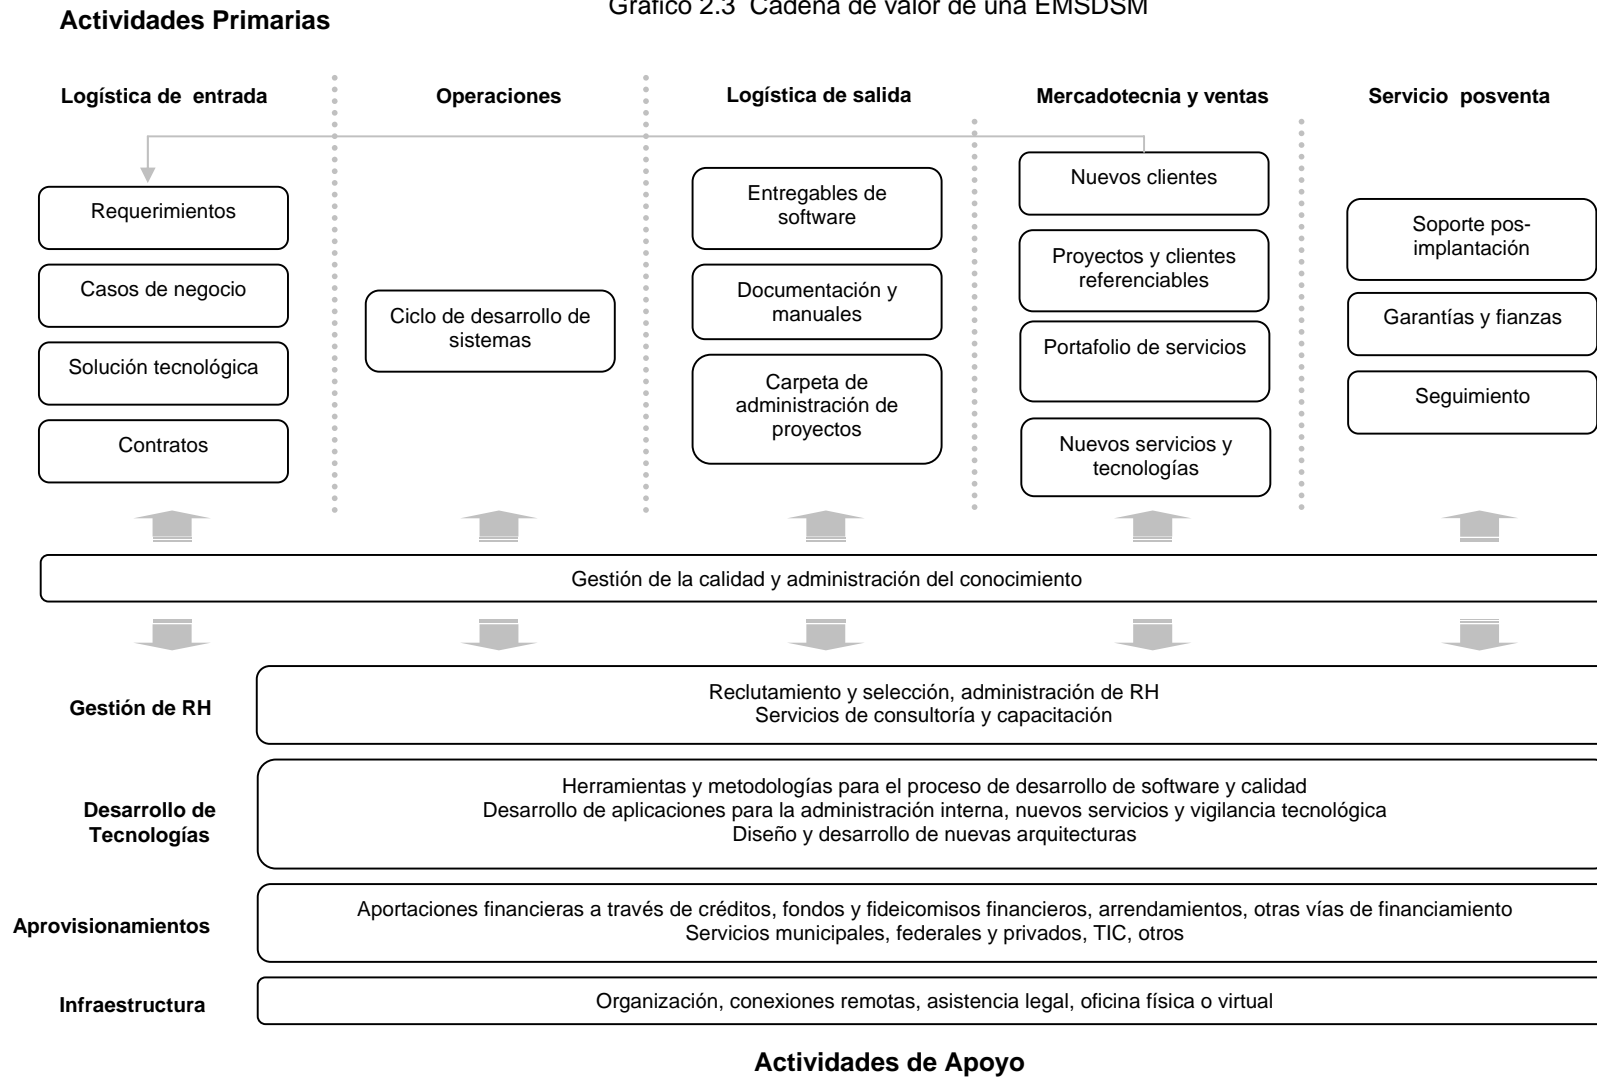 Gráfico 2.3 Cadena de valor de una EMSDSM
Actividades Primarias
Logística de entrada
Operaciones
Logística de salida
Mercadotecnia y ventas
Servicio posventa
Requerimientos
Casos de negocio
Solución tecnológica
Contratos
Ciclo de desarrollo de
sistemas
Entregables de
software
Documentación y
manuales
Carpeta de
administración de
proyectos
Nuevos clientes
Proyectos y clientes
referenciables
Portafolio de servicios
Nuevos servicios y
tecnologías
Soporte pos-
implantación
Garantías y fianzas
Seguimiento
Gestión de la calidad y administración del conocimiento
Gestión de RH
Reclutamiento y selección, administración de RH
Servicios de consultoría y capacitación
Desarrollo de
Tecnologías
Herramientas y metodologías para el proceso de desarrollo de software y calidad
Desarrollo de aplicaciones para la administración interna, nuevos servicios y vigilancia tecnológica
Diseño y desarrollo de nuevas arquitecturas
Aprovisionamientos
Aportaciones financieras a través de créditos, fondos y fideicomisos financieros, arrendamientos, otras vías de financiamiento
Servicios municipales, federales y privados, TIC, otros
Infraestructura
Organización, conexiones remotas, asistencia legal, oficina física o virtual
Actividades de Apoyo